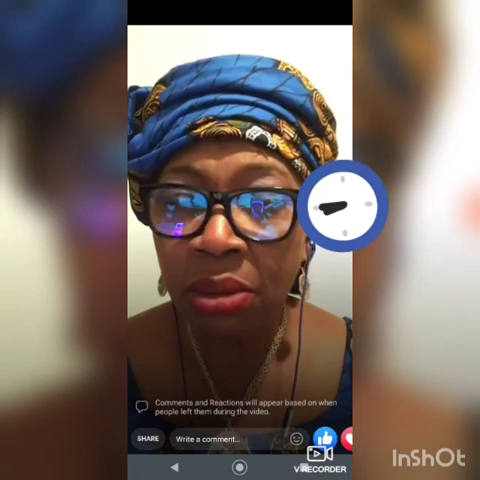 InShOt
Comments and Reactions will appear based on when
people left them during the video.
SHARE
Write a comment...
V RECORDER